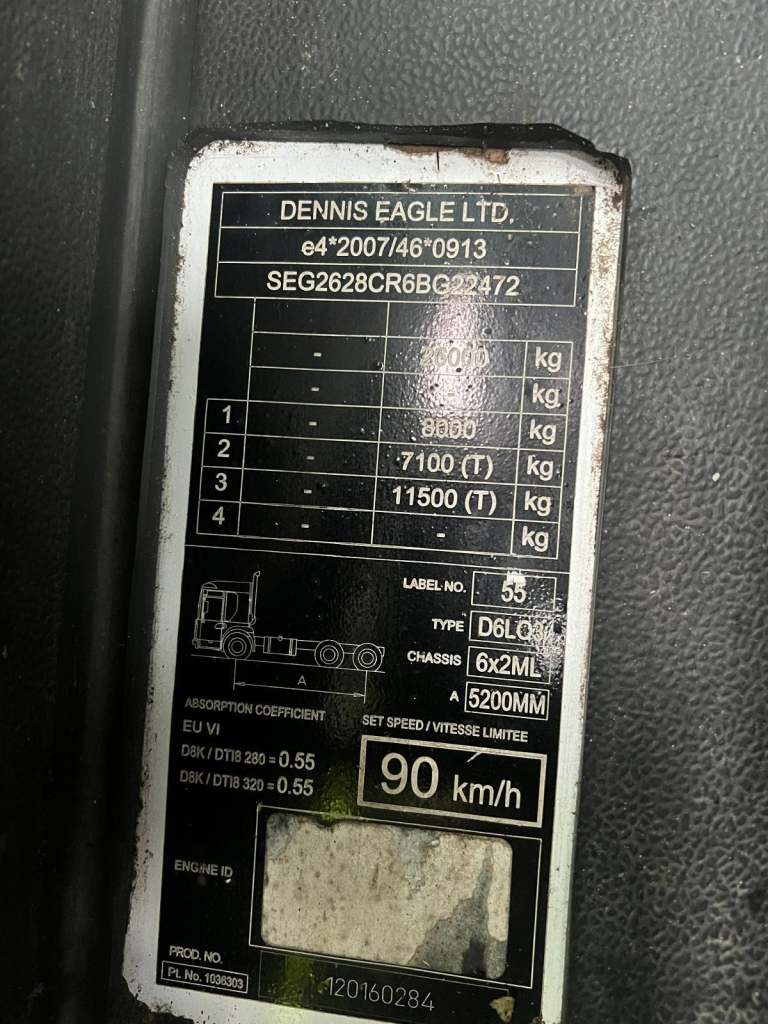 DENNIS EAGLE LTD.
e4*2007/46*0913
SEG2628CR6BG22472
- 26000 kg
- - kg
1 - 8000 kg
2 - 7100 (T) kg
3 - 11500 (T) kg
4 - - kg
LABEL NO. 55
TYPE
CHASSIS 6x2ML
A
A 5200MM
ABSORPTION COEFFICIENT
EU VI
D8K / DTI8 280 = 0.55
D8K / DTI8 320 = 0.55
SET SPEED / VITESSE LIMITEE
90 km/h
ENGINE ID
PROD. NO.
PL No. 1036303
120160284